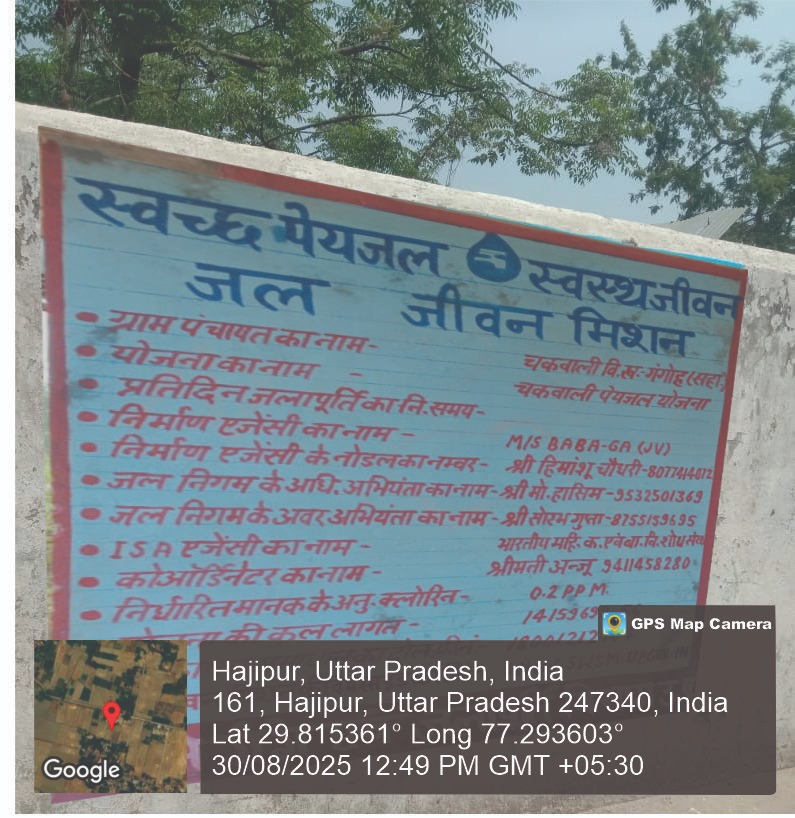 स्वच्छ पेयजल स्वस्थ जीवन
जल जीवन मिशन
• ग्राम पंचायत का नाम- चकवाली वि.ख:-गंगोह (सहा.)
• योजना का नाम - चकवाली पेयजल योजना
• प्रतिदिन जलापूर्ति का नि.समय-
• निर्माण एजेंसी का नाम - M/S BABA-GA (JV)
• निर्माण एजेंसी के नोडल का नम्बर- श्री हिमांशू चौधरी-8077414012
• जल निगम के अधि. अभियंता का नाम- श्री मो. हासिम-9532501369
• जल निगम के अवर अभियंता का नाम- श्री सोरभ गुप्ता-8755159695
• ISA एजेंसी का नाम - भारतीय महि. क. एवं बा. वि. शोध
• कोऑर्डिनेटर का नाम - श्रीमती अन्जू 9411458280
• निर्धारित मानक के अनु. क्लोरिन- 0.2 PPM
की कुल लागत- 1415969
GPS Map Camera
Google
Hajipur, Uttar Pradesh, India
161, Hajipur, Uttar Pradesh 247340, India
Lat 29.815361° Long 77.293603°
30/08/2025 12:49 PM GMT +05:30